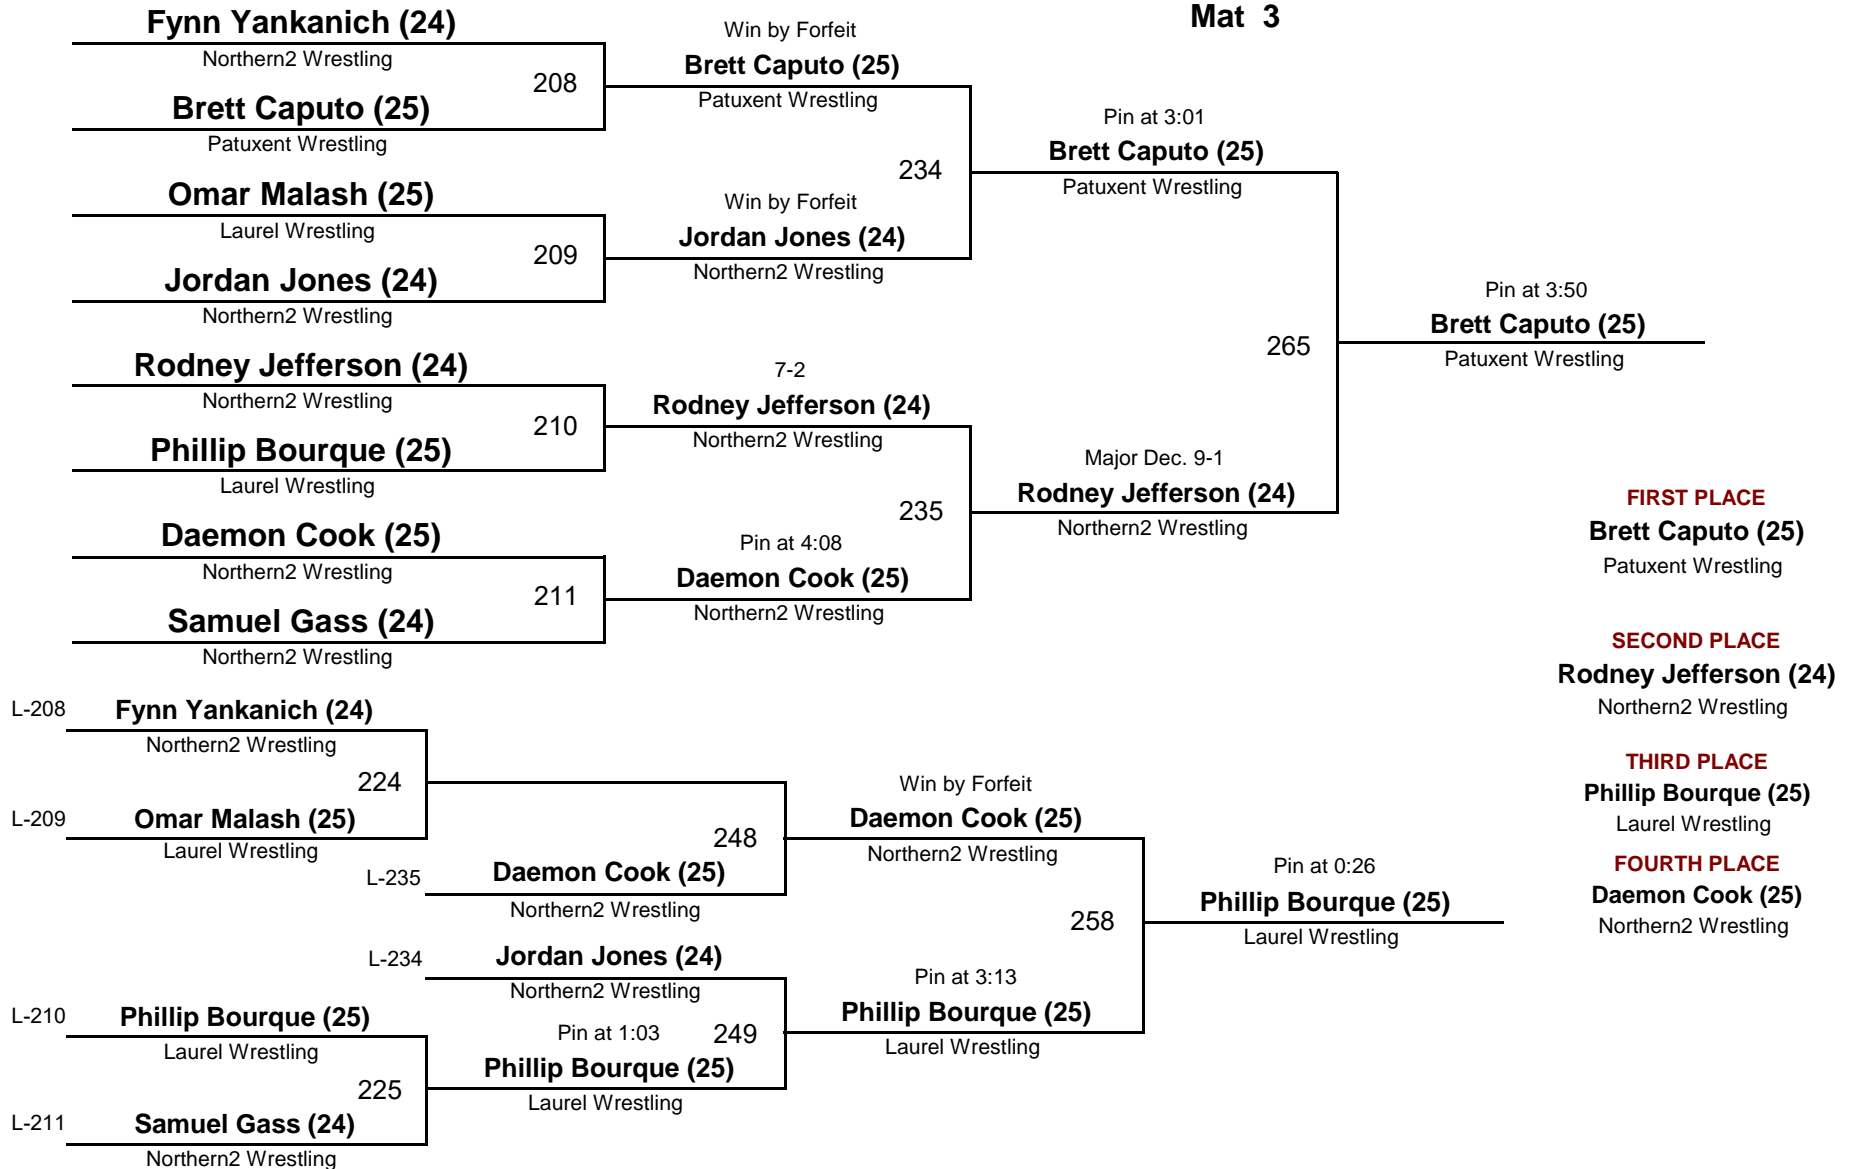 Mat 3
Fynn Yankanich (24)
Northern2 Wrestling
208
Brett Caputo (25)
Patuxent Wrestling
Omar Malash (25)
Laurel Wrestling
209
Jordan Jones (24)
Northern2 Wrestling
Rodney Jefferson (24)
Northern2 Wrestling
210
Phillip Bourque (25)
Laurel Wrestling
Daemon Cook (25)
Northern2 Wrestling
211
Samuel Gass (24)
Northern2 Wrestling
Win by Forfeit
Brett Caputo (25)
Patuxent Wrestling
234
Win by Forfeit
Jordan Jones (24)
Northern2 Wrestling
7-2
Rodney Jefferson (24)
Northern2 Wrestling
235
Pin at 4:08
Daemon Cook (25)
Northern2 Wrestling
Pin at 3:01
Brett Caputo (25)
Patuxent Wrestling
265
Major Dec. 9-1
Rodney Jefferson (24)
Northern2 Wrestling
Pin at 3:50
Brett Caputo (25)
Patuxent Wrestling
L-208
Fynn Yankanich (24)
Northern2 Wrestling
224
L-209
Omar Malash (25)
Laurel Wrestling
248
L-235
Daemon Cook (25)
Northern2 Wrestling
L-234
Jordan Jones (24)
Northern2 Wrestling
L-210
Phillip Bourque (25)
Laurel Wrestling
225
L-211
Samuel Gass (24)
Northern2 Wrestling
Pin at 1:03
249
Phillip Bourque (25)
Laurel Wrestling
Win by Forfeit
Daemon Cook (25)
Northern2 Wrestling
258
Pin at 3:13
Phillip Bourque (25)
Laurel Wrestling
Pin at 0:26
Phillip Bourque (25)
Laurel Wrestling
FIRST PLACE
Brett Caputo (25)
Patuxent Wrestling
SECOND PLACE
Rodney Jefferson (24)
Northern2 Wrestling
THIRD PLACE
Phillip Bourque (25)
Laurel Wrestling
FOURTH PLACE
Daemon Cook (25)
Northern2 Wrestling